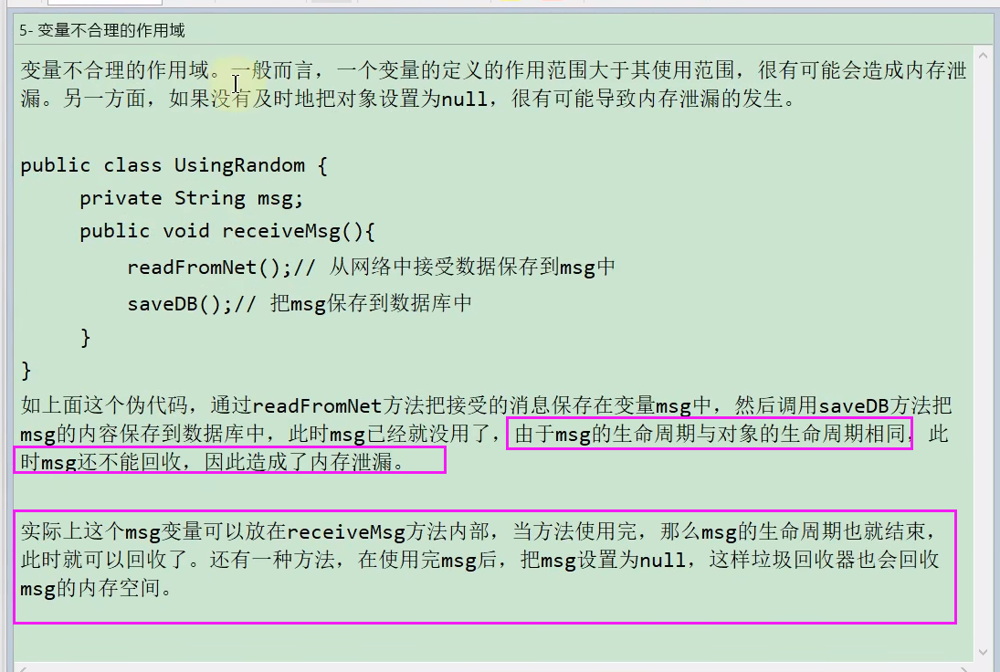 5- 变量不合理的作用域
变量不合理的作用域。一般而言，一个变量的定义的作用范围大于其使用范围，很有可能会造成内存泄
漏。另一方面，如果没有及时地把对象设置为null，很有可能导致内存泄漏的发生。
public class UsingRandom {
private String msg;
public void receiveMsg(){
readFromNet();// 从网络中接受数据保存到msg中
saveDB();// 把msg保存到数据库中
}
}
如上面这个伪代码，通过readFromNet方法把接受的消息保存在变量msg中，然后调用saveDB方法把
msg的内容保存到数据库中，此时msg已经就没用了，由于msg的生命周期与对象的生命周期相同，此
时msg还不能回收，因此造成了内存泄漏。
实际上这个msg变量可以放在receiveMsg方法内部，当方法使用完，那么msg的生命周期也就结束，
此时就可以回收了。还有一种方法，在使用完msg后，把msg设置为null，这样垃圾回收器也会回收
msg的内存空间。